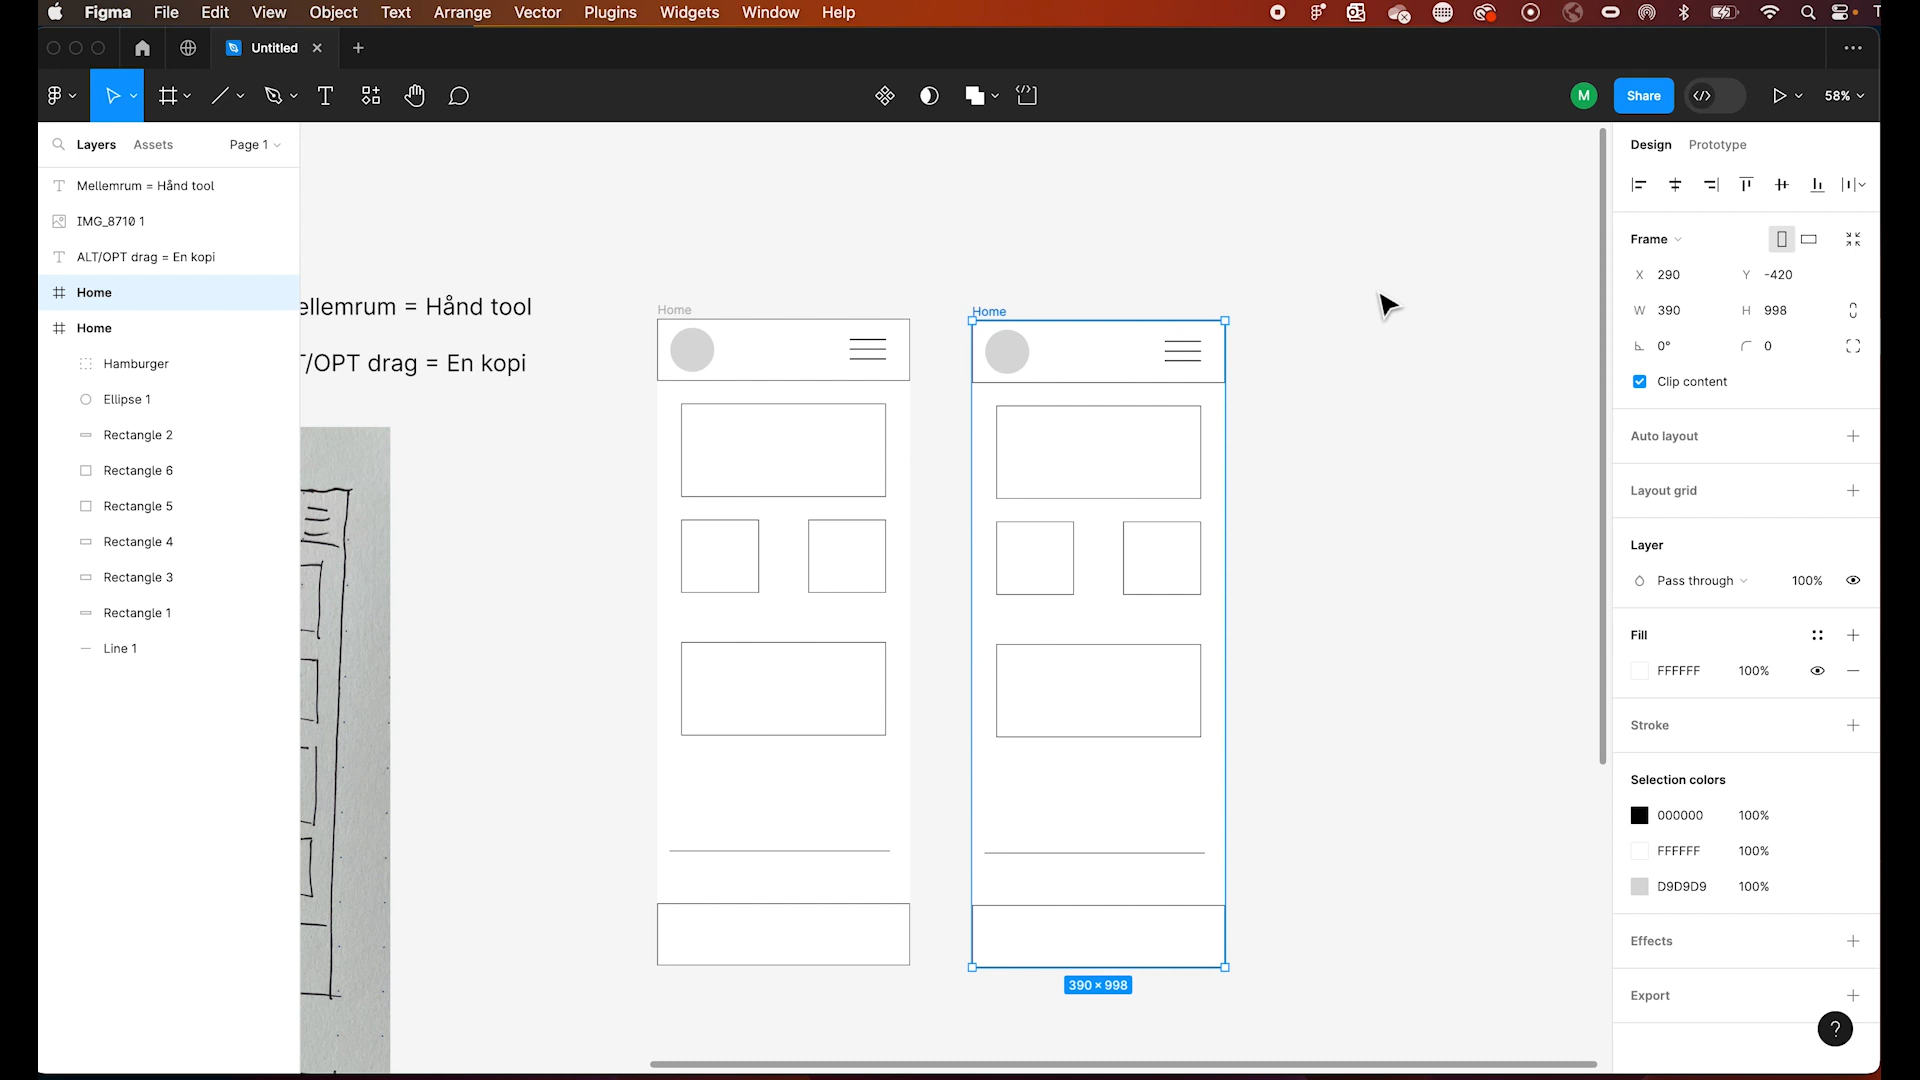 Figma File Edit View Object Text Arrange Vector Plugins Widgets Window Help
Untitled
M Share 58%
Layers Assets Page 1
Mellemrum = Hånd tool
IMG_8710 1
ALT/OPT drag = En kopi
Home
Home
Hamburger
Ellipse 1
Rectangle 2
Rectangle 6
Rectangle 5
Rectangle 4
Rectangle 3
Rectangle 1
Line 1
ellemrum = Hånd tool
T/OPT drag = En kopi
Home
Home
390 × 998
Design Prototype
Frame
X 290 Y -420
W 390 H 998
0° 0
Clip content
Auto layout
Layout grid
Layer
Pass through 100%
Fill
FFFFFF 100%
Stroke
Selection colors
000000 100%
FFFFFF 100%
D9D9D9 100%
Effects
Export
?